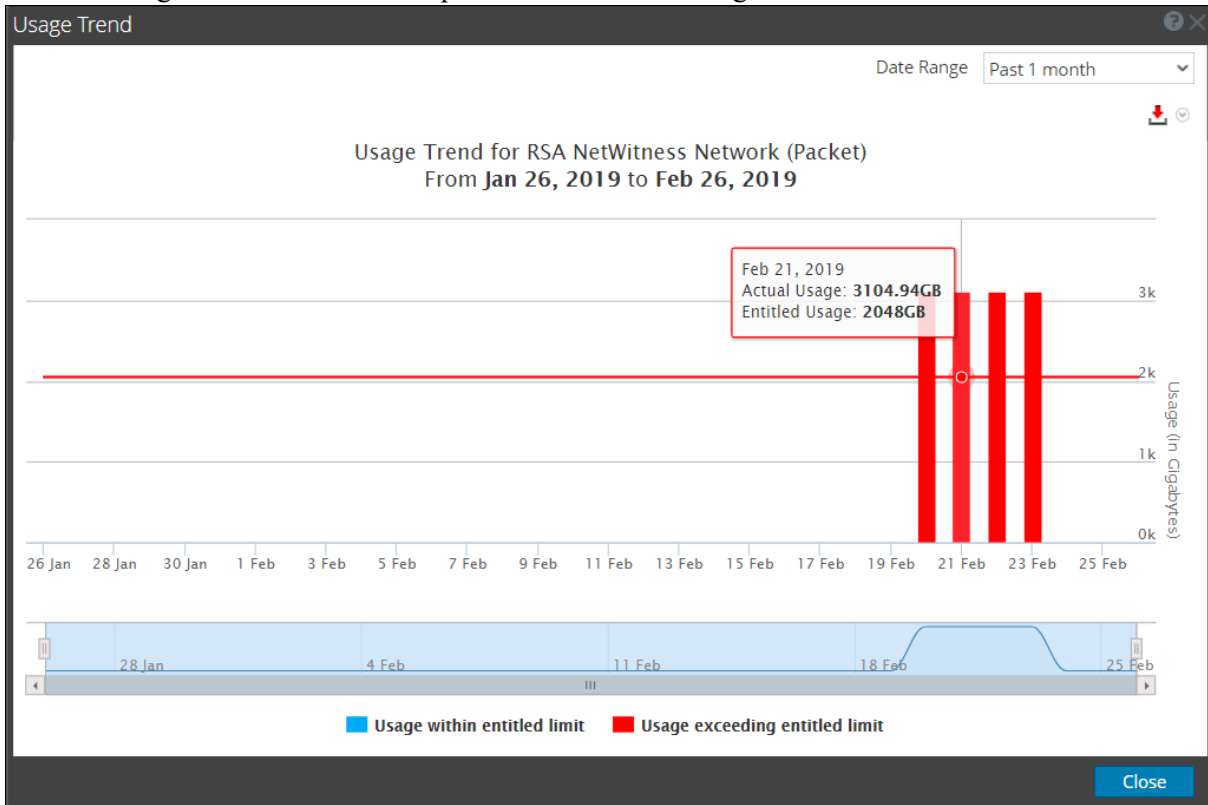 Usage Trend
Date Range Past 1 month
Usage Trend for RSA NetWitness Network (Packet)
From Jan 26, 2019 to Feb 26, 2019
Feb 21, 2019
Actual Usage: 3104.94GB
Entitled Usage: 2048GB
3k
2k
1k
0k
Usage (in Gigabytes)
26 Jan 28 Jan 30 Jan 1 Feb 3 Feb 5 Feb 7 Feb 9 Feb 11 Feb 13 Feb 15 Feb 17 Feb 19 Feb 21 Feb 23 Feb 25 Feb
28 Jan 4 Feb 11 Feb 18 Feb 25 Feb
Usage within entitled limit Usage exceeding entitled limit
Close